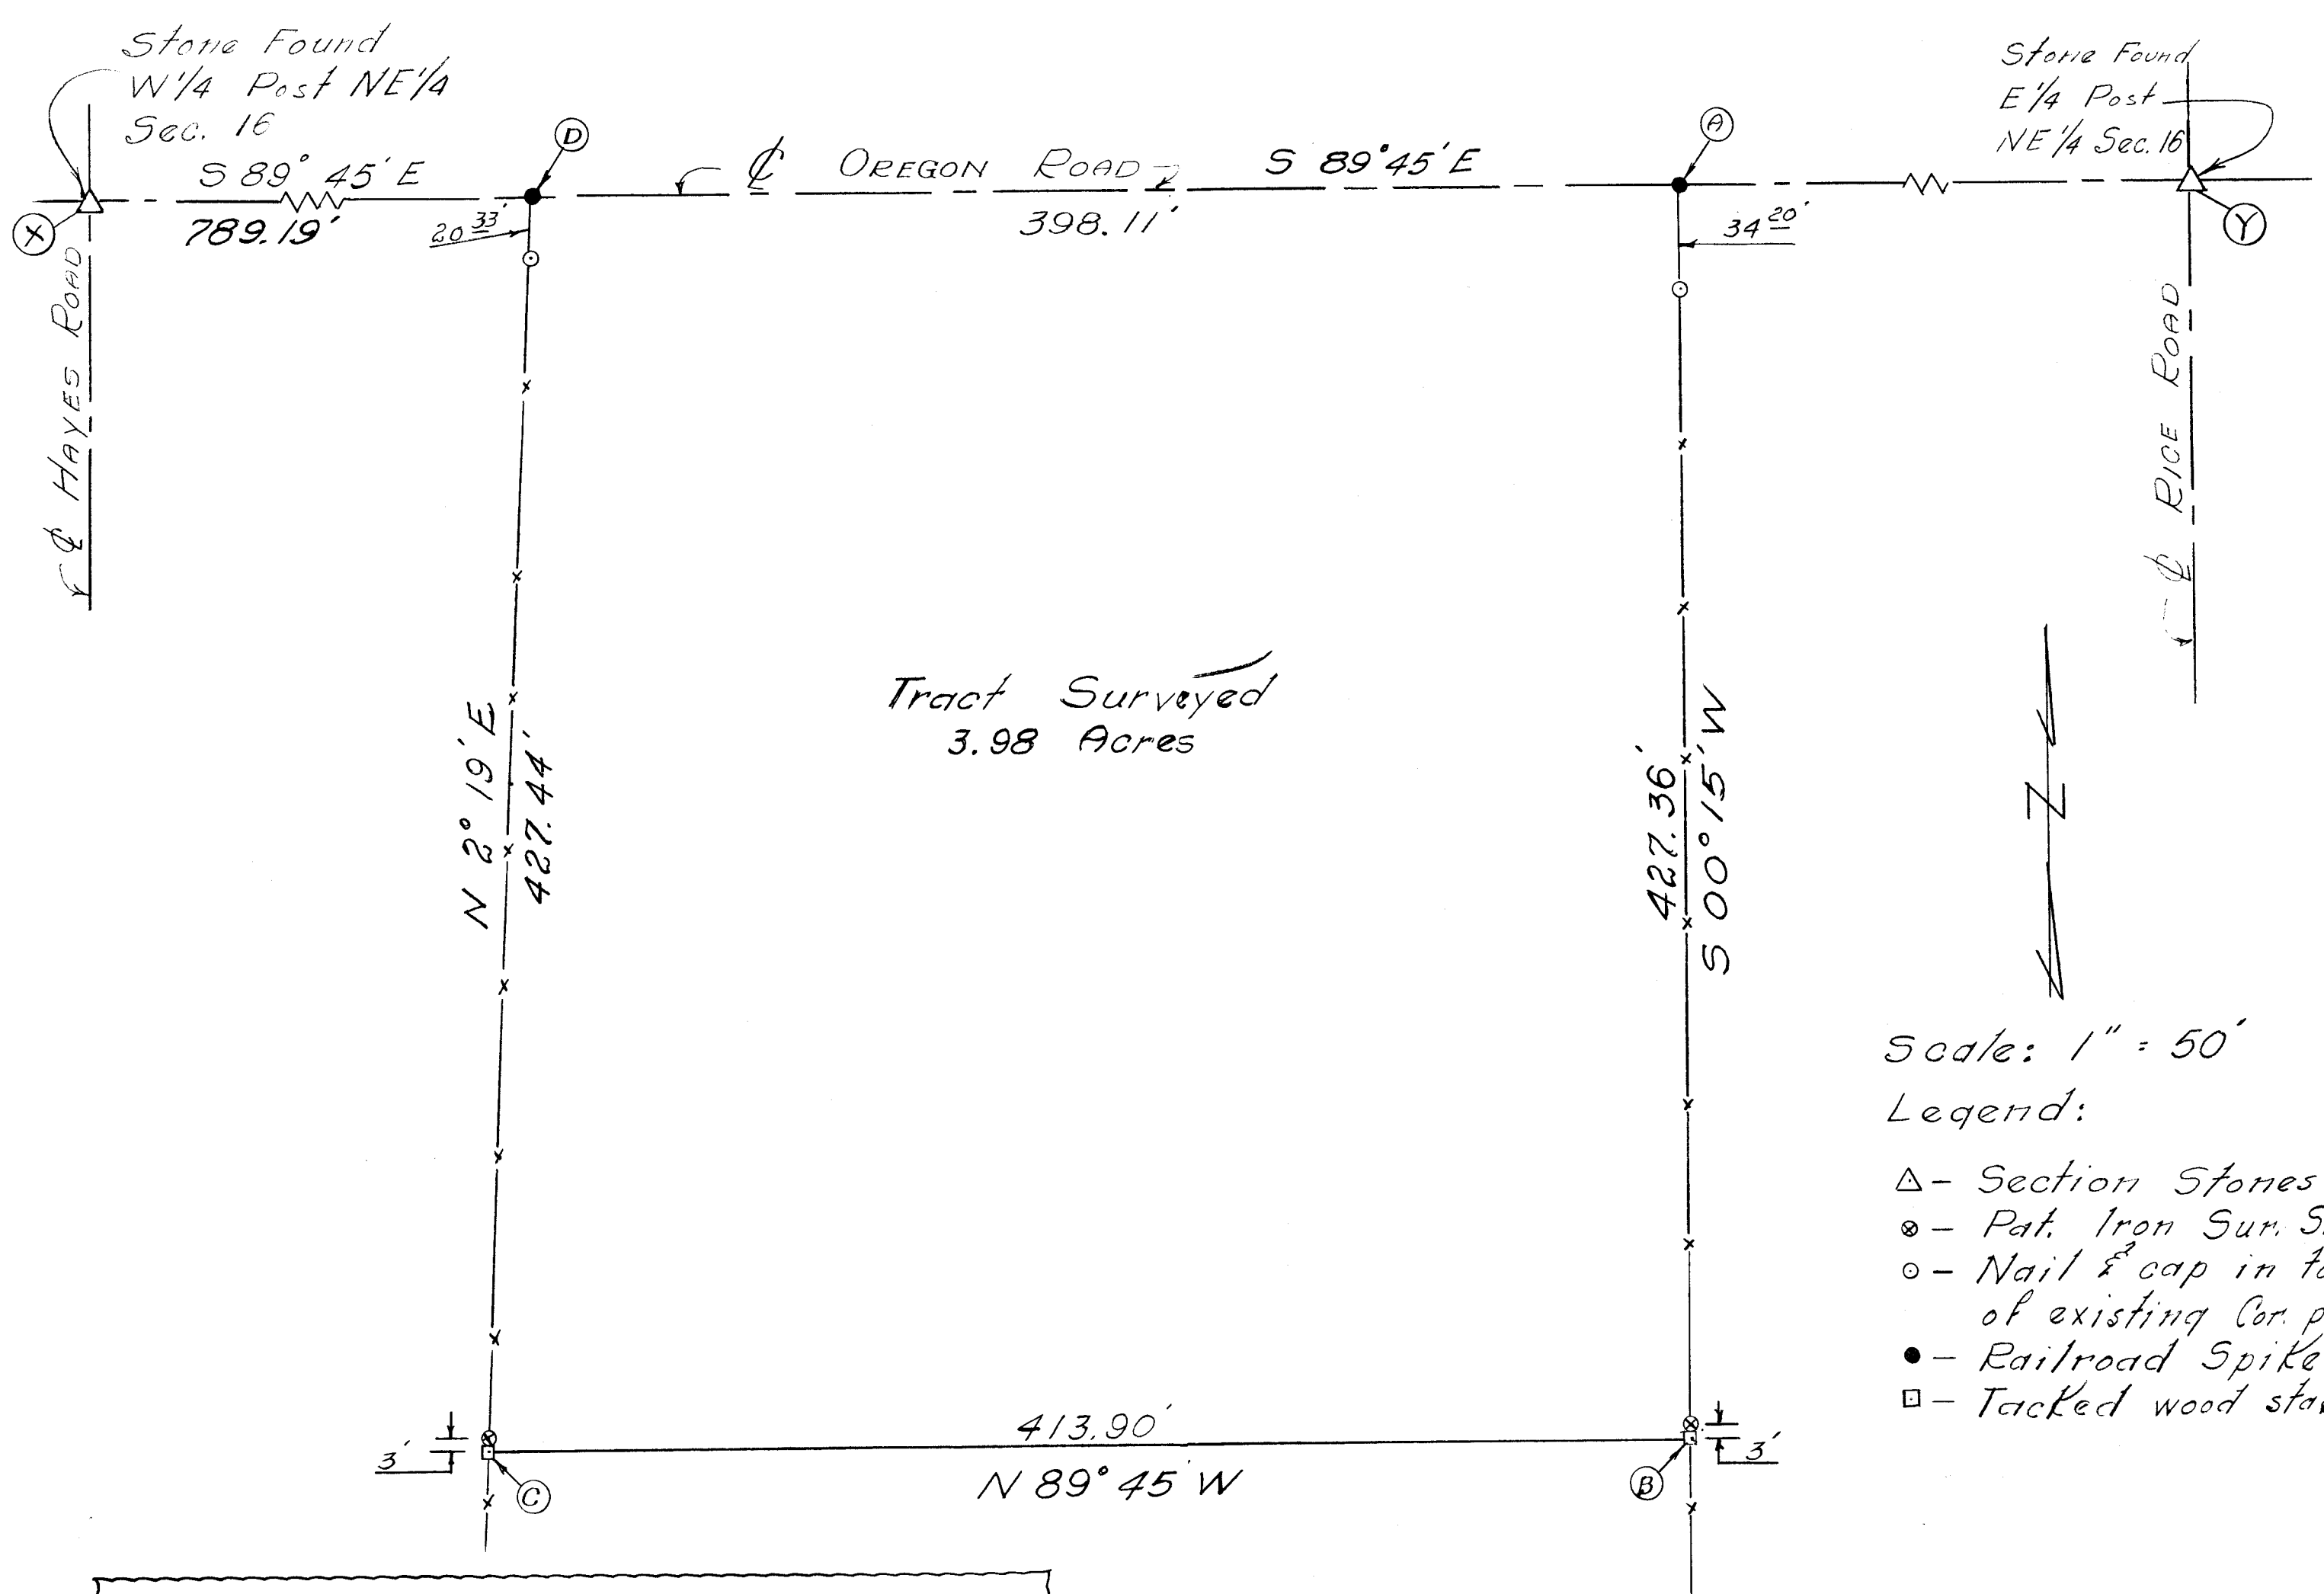 Stone Found
W 1/4 Post NE 1/4
Sec. 16
Stone Found
E 1/4 Post
NE 1/4 Sec. 16
D
A
S 89° 45' E
℄ OREGON ROAD
S 89° 45' E
X
789.19'
20 33'
398.11'
34 20'
Y
℄ HAYES ROAD
℄ RICE ROAD
Tract Surveyed
3.98 Acres
N 2° 19' E
427.44'
427.36'
S 00° 15' W
N
Scale: 1" = 50'
Legend:
△ - Section Stones
⊗ - Pat. Iron Sur.
⊙ - Nail & cap in
of existing Cor.
● - Railroad Spike
⊡ - Tacked wood
413.90'
3'
3'
N 89° 45' W
C
B